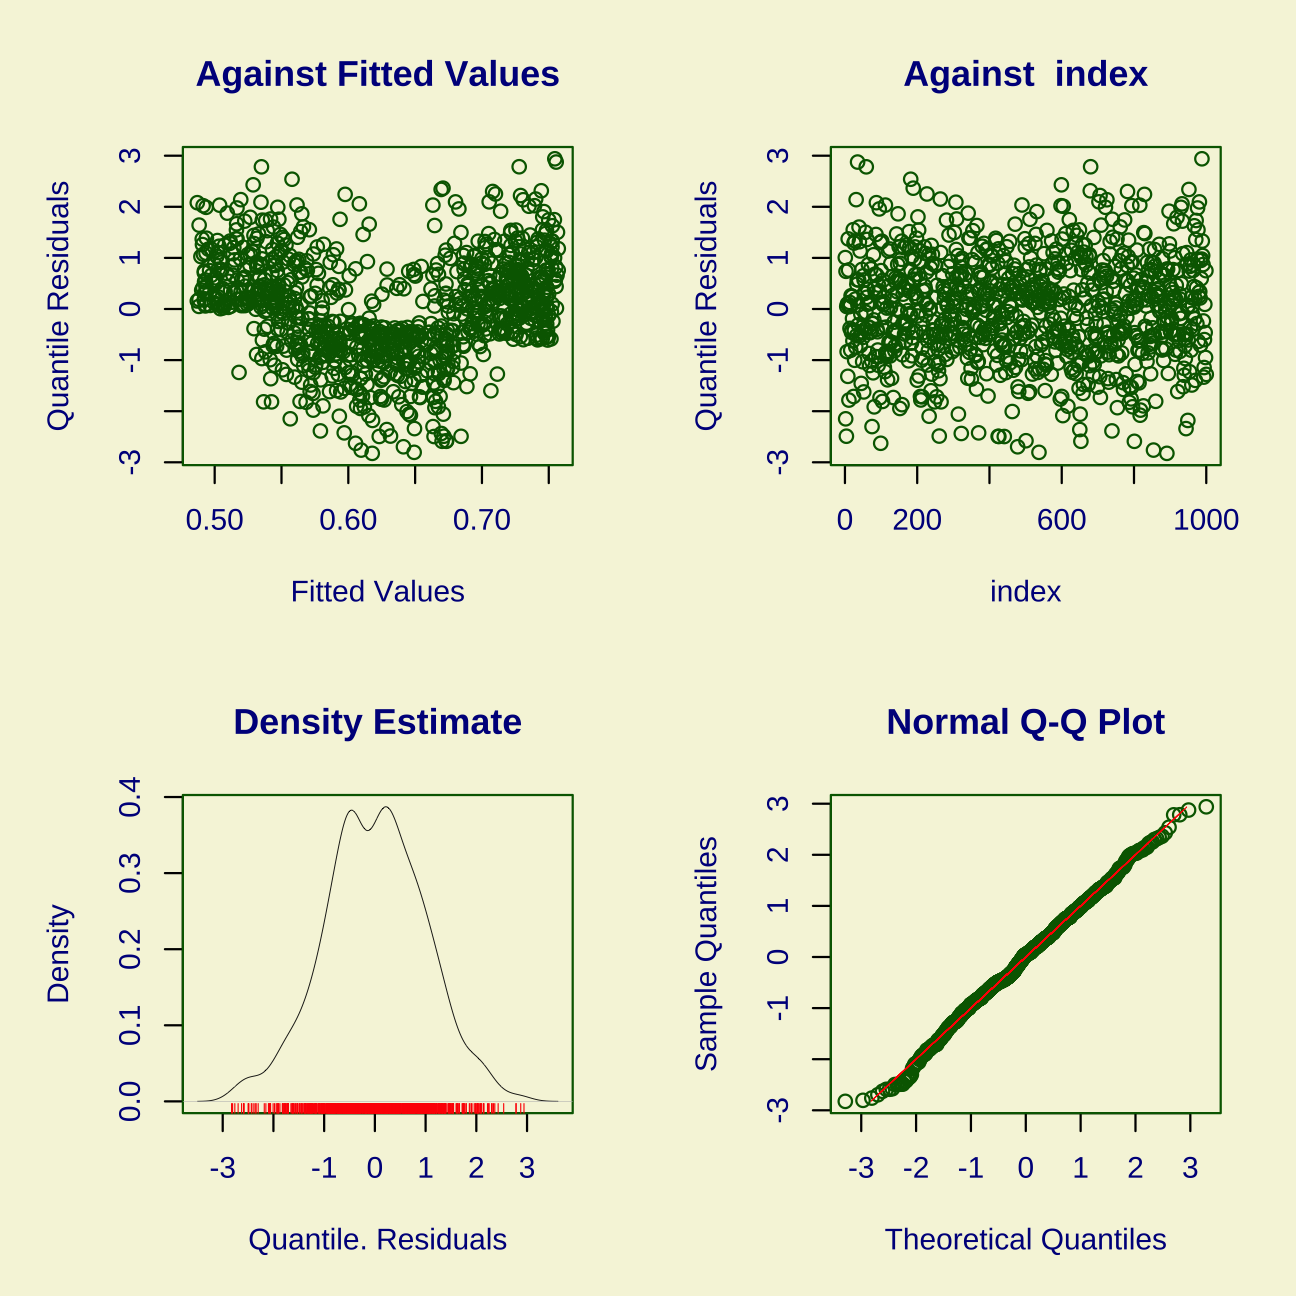 Against Fitted Values
Quantile Residuals
3
2
1
0
-1
-3
0.50 0.60 0.70
Fitted Values
Against  index
Quantile Residuals
3
2
1
0
-1
-3
0 200 600 1000
index
Density Estimate
Density
0.4
0.3
0.2
0.1
0.0
-3 -1 0 1 2 3
Quantile. Residuals
Normal Q-Q Plot
Sample Quantiles
3
2
1
0
-1
-3
-3 -2 -1 0 1 2 3
Theoretical Quantiles